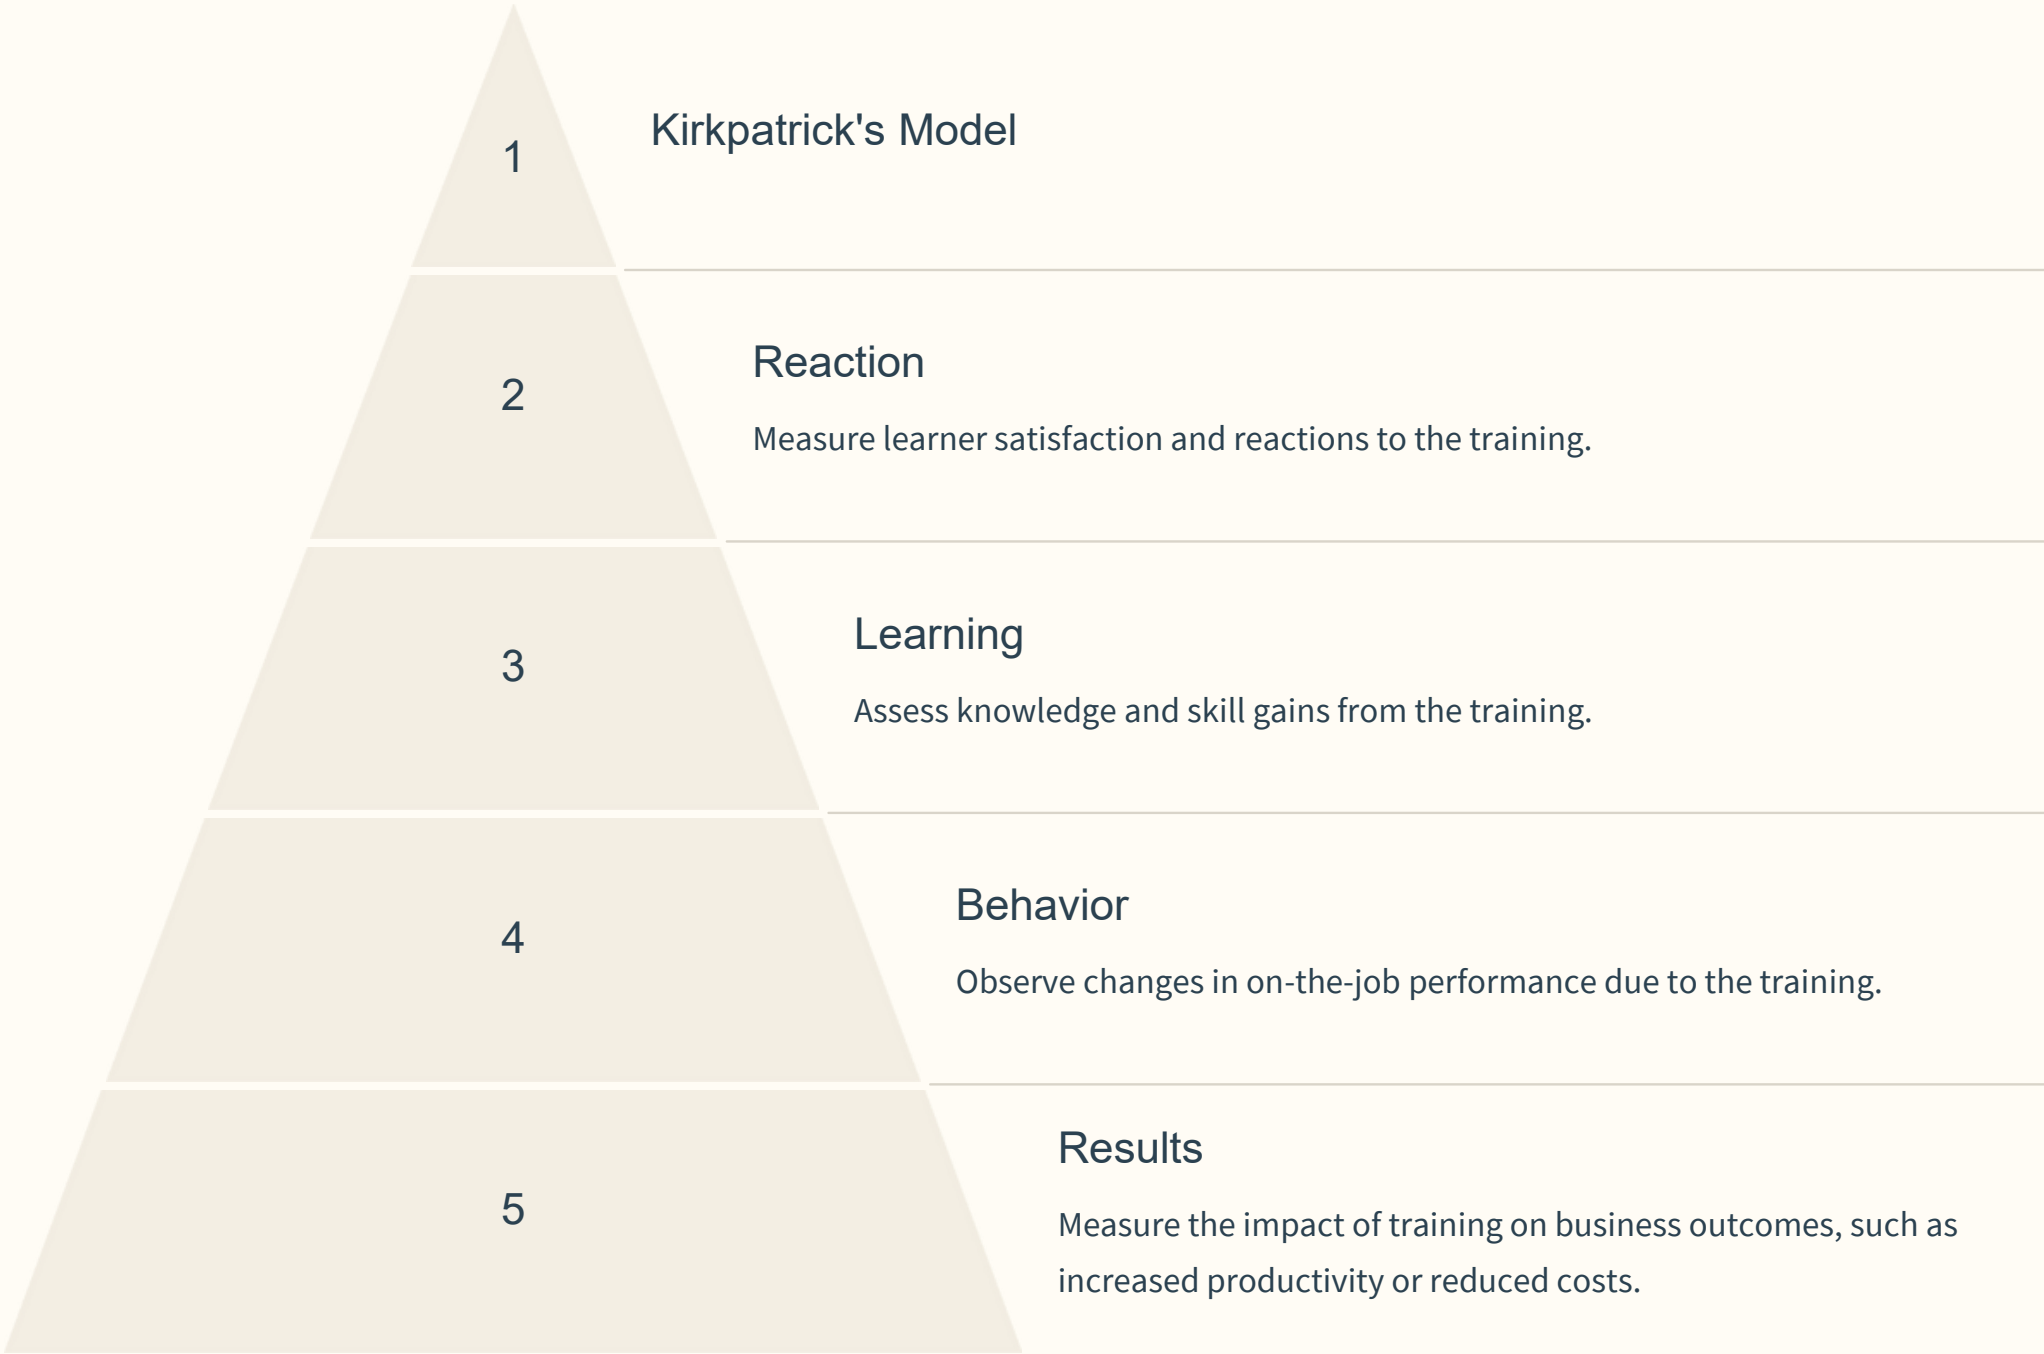 1
Kirkpatrick's Model
2
Reaction
Measure learner satisfaction and reactions to the training.
3
Learning
Assess knowledge and skill gains from the training.
4
Behavior
Observe changes in on-the-job performance due to the training.
5
Results
Measure the impact of training on business outcomes, such as
increased productivity or reduced costs.